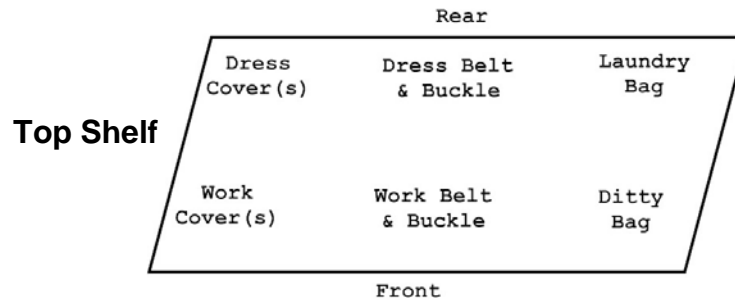 Rear
Dress Dress Belt Laundry
Cover(s) & Buckle Bag
Top Shelf
Work Work Belt Ditty
Cover(s) & Buckle Bag
Front